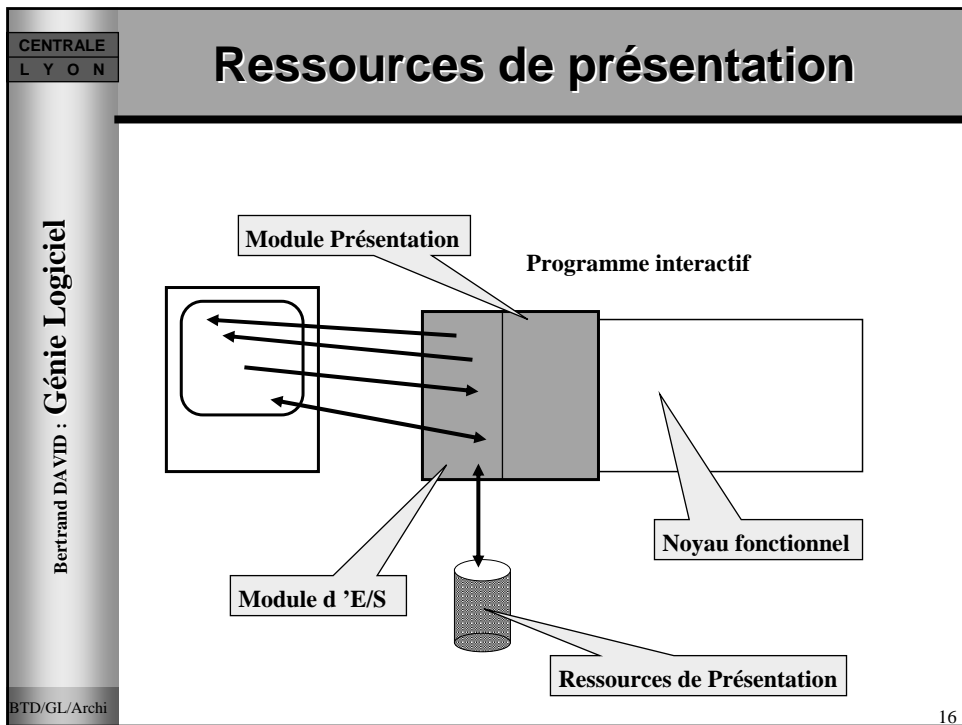 CENTRALE
L Y O N
Ressources de présentation
Bertrand DAVID : Génie Logiciel
Module Présentation
Programme interactif
Noyau fonctionnel
Module d ’E/S
Ressources de Présentation
BTD/GL/Archi
16